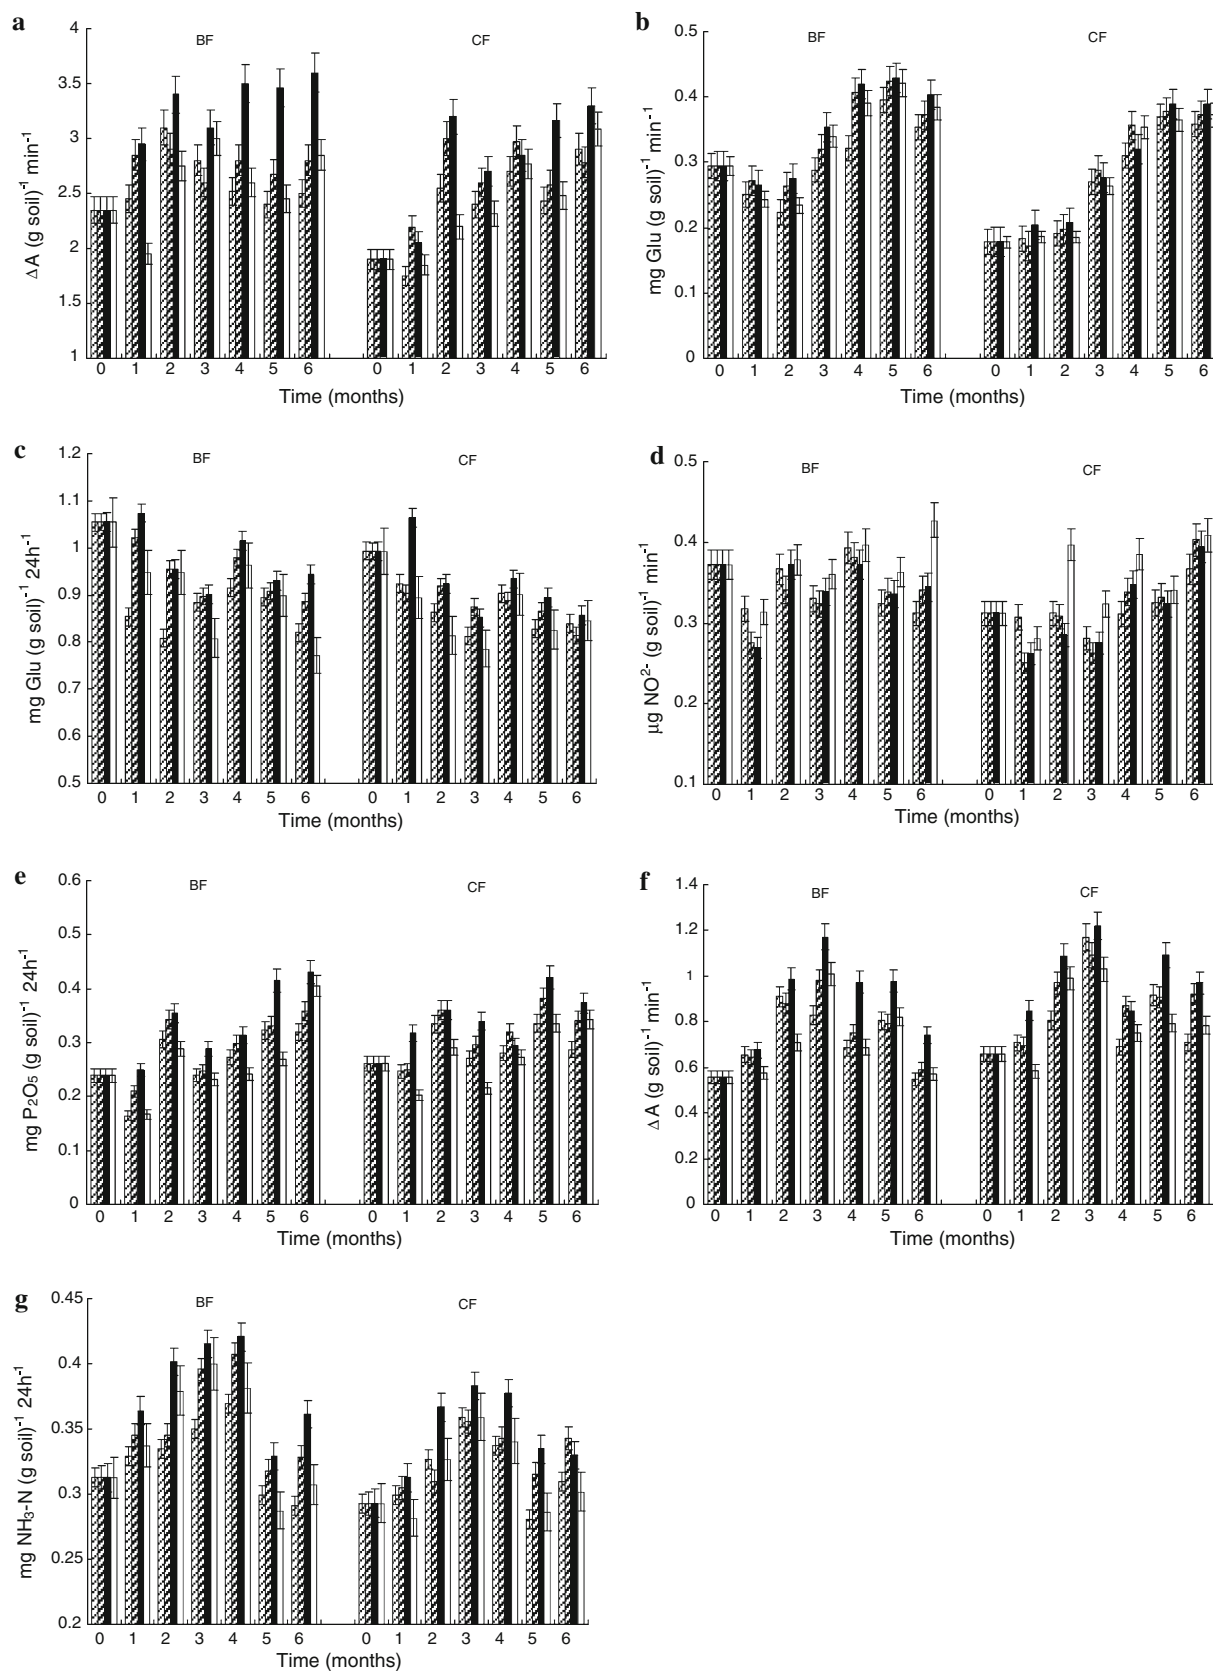 a
BF
CF
4
3.5
3
2.5
2
1.5
1
ΔA (g soil)⁻¹ min⁻¹
0 1 2 3 4 5 6 0 1 2 3 4 5 6
Time (months)
b
BF
CF
0.5
0.4
0.3
0.2
0.1
0
mg Glu (g soil)⁻¹ min⁻¹
0 1 2 3 4 5 6 0 1 2 3 4 5 6
Time (months)
c
BF
CF
1.2
1.1
1
0.9
0.8
0.7
0.6
0.5
mg Glu (g soil)⁻¹ 24h⁻¹
0 1 2 3 4 5 6 0 1 2 3 4 5 6
Time (months)
d
BF
CF
0.5
0.4
0.3
0.2
0.1
µg NO²⁻ (g soil)⁻¹ min⁻¹
0 1 2 3 4 5 6 0 1 2 3 4 5 6
Time (months)
e
BF
CF
0.6
0.5
0.4
0.3
0.2
0.1
0
mg P₂O₅ (g soil)⁻¹ 24h⁻¹
0 1 2 3 4 5 6 0 1 2 3 4 5 6
Time (months)
f
BF
CF
1.4
1.2
1
0.8
0.6
0.4
0.2
0
ΔA (g soil)⁻¹ min⁻¹
0 1 2 3 4 5 6 0 1 2 3 4 5 6
Time (months)
g
BF
CF
0.45
0.4
0.35
0.3
0.25
0.2
mg NH₃-N (g soil)⁻¹ 24h⁻¹
0 1 2 3 4 5 6 0 1 2 3 4 5 6
Time (months)